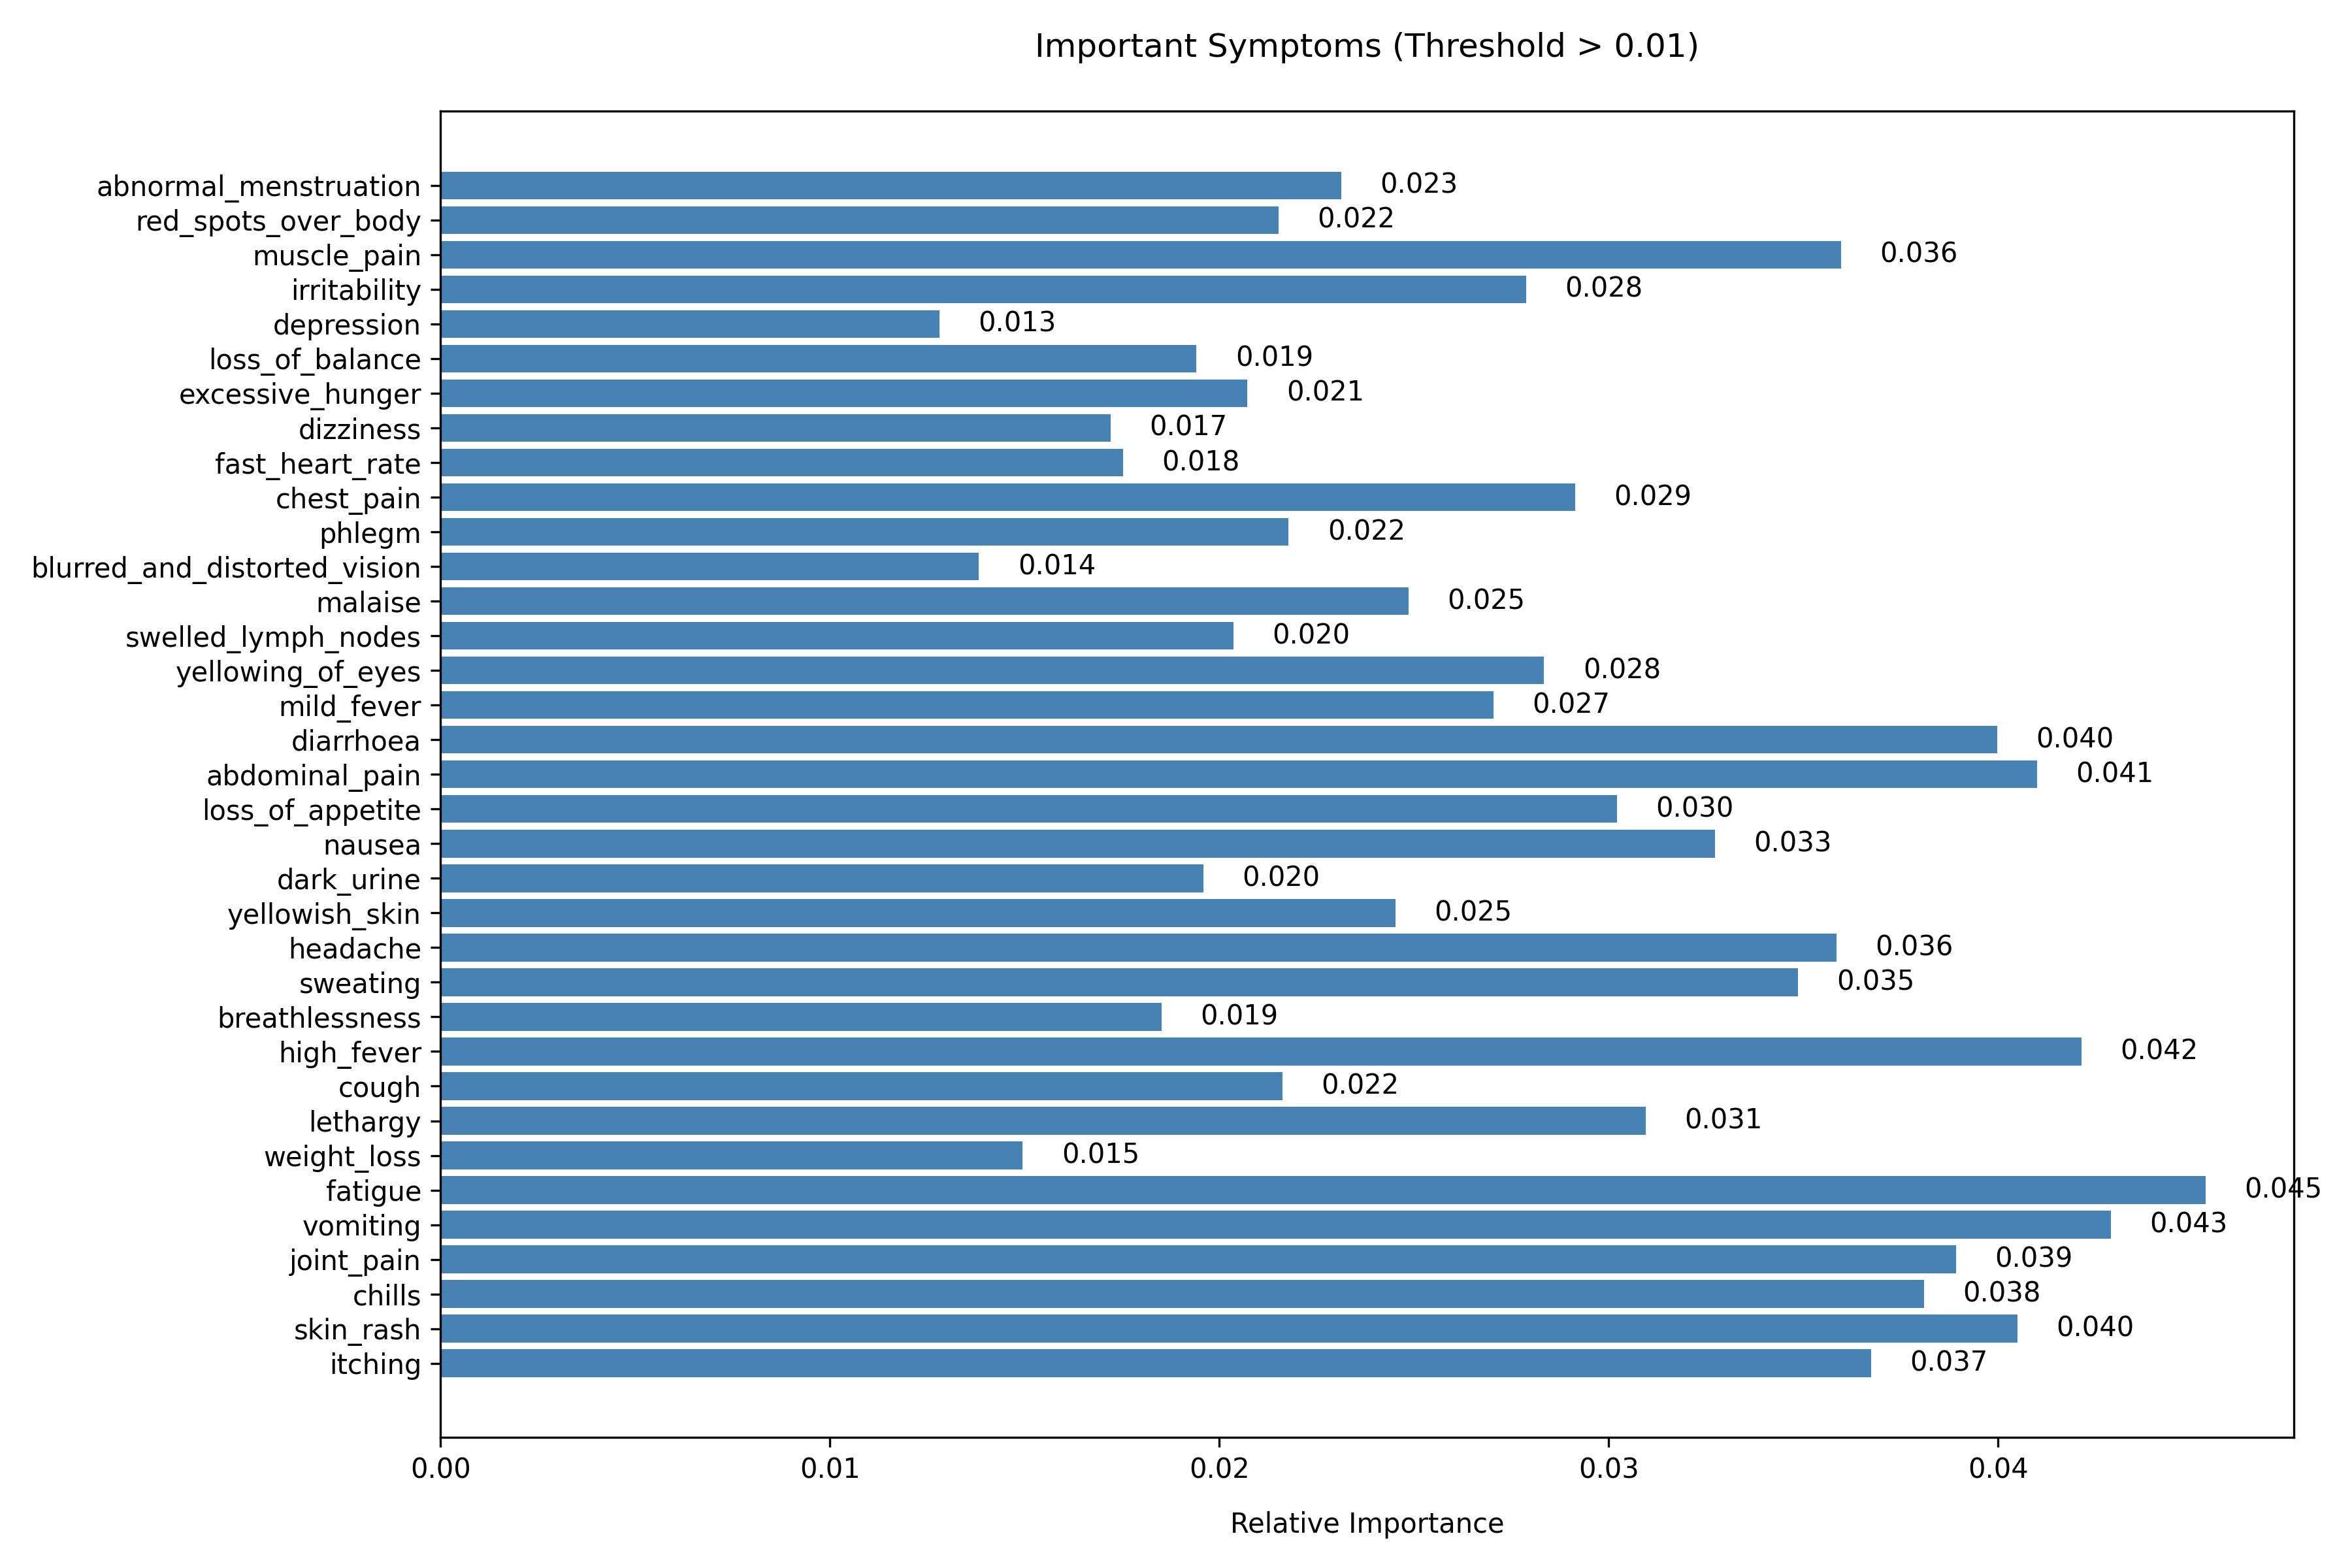 Important Symptoms (Threshold > 0.01)
abnormal_menstruation 0.023
red_spots_over_body 0.022
muscle_pain 0.036
irritability 0.028
depression 0.013
loss_of_balance 0.019
excessive_hunger 0.021
dizziness 0.017
fast_heart_rate 0.018
chest_pain 0.029
phlegm 0.022
blurred_and_distorted_vision 0.014
malaise 0.025
swelled_lymph_nodes 0.020
yellowing_of_eyes 0.028
mild_fever 0.027
diarrhoea 0.040
abdominal_pain 0.041
loss_of_appetite 0.030
nausea 0.033
dark_urine 0.020
yellowish_skin 0.025
headache 0.036
sweating 0.035
breathlessness 0.019
high_fever 0.042
cough 0.022
lethargy 0.031
weight_loss 0.015
fatigue 0.045
vomiting 0.043
joint_pain 0.039
chills 0.038
skin_rash 0.040
itching 0.037
0.00 0.01 0.02 0.03 0.04
Relative Importance